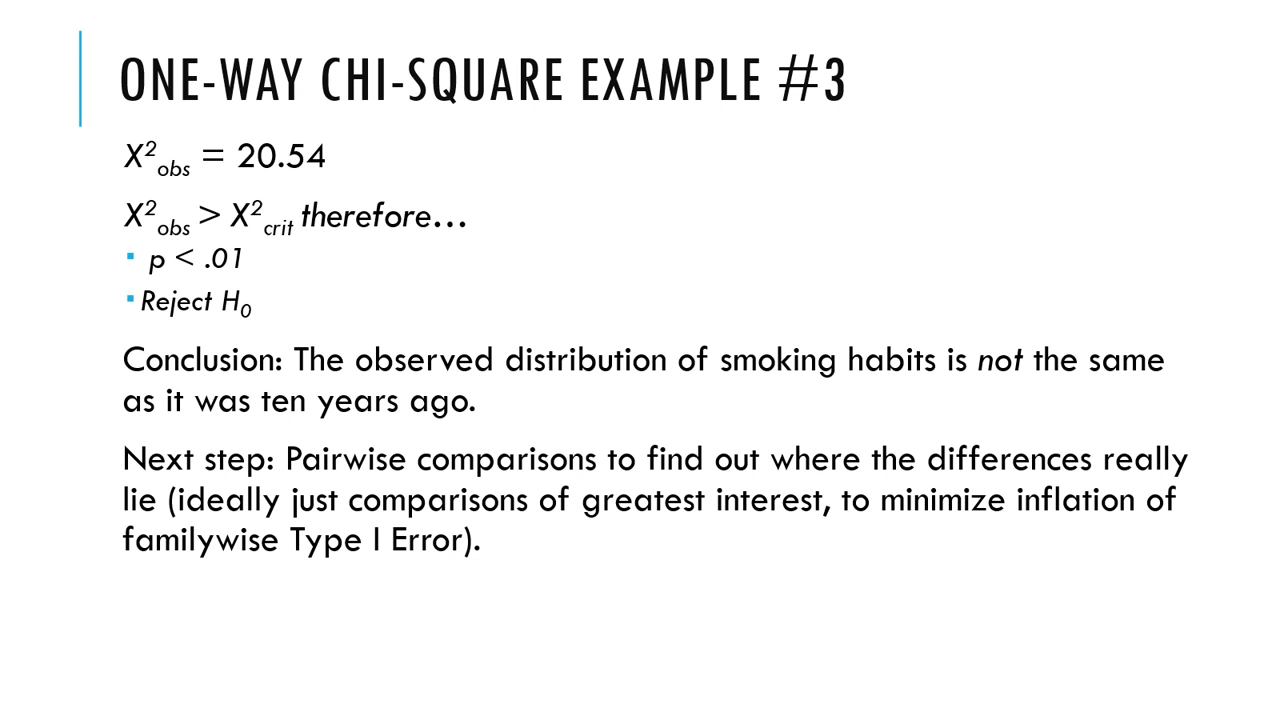 ONE-WAY CHI-SQUARE EXAMPLE #3
X²obs = 20.54
X²obs > X²crit therefore…
▪ p < .01
▪ Reject H₀
Conclusion: The observed distribution of smoking habits is not the same
as it was ten years ago.
Next step: Pairwise comparisons to find out where the differences really
lie (ideally just comparisons of greatest interest, to minimize inflation of
familywise Type I Error).